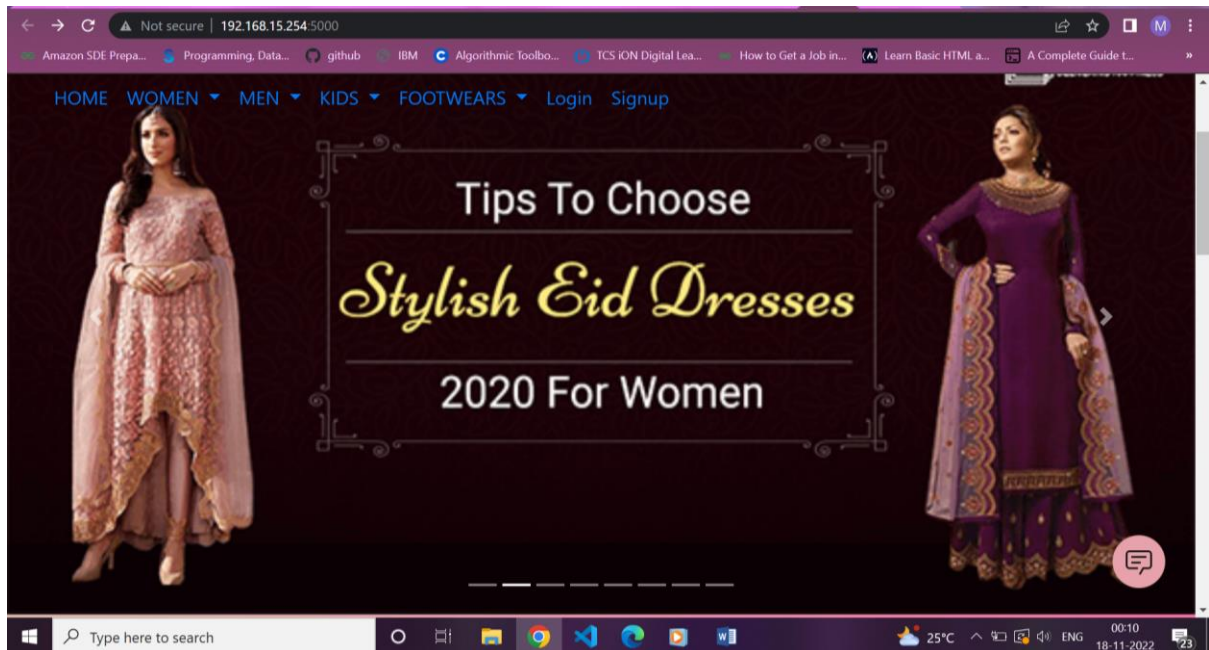 Not secure | 192.168.15.254:5000
Amazon SDE Prepa... Programming, Data... github IBM Algorithmic Toolbo... TCS iON Digital Lea... How to Get a Job in... Learn Basic HTML a... A Complete Guide t... »
HOME WOMEN MEN KIDS FOOTWEARS Login Signup
Tips To Choose
Stylish Eid Dresses
2020 For Women
Type here to search
25°C ENG 00:10
18-11-2022
23